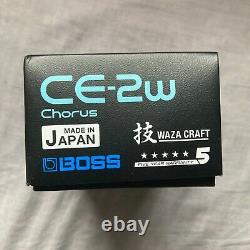 CE-2w
Chorus
MADE IN
JAPAN
技 WAZA CRAFT
BOSS
★★★★★ 5
FIVE YEAR WARRANTY